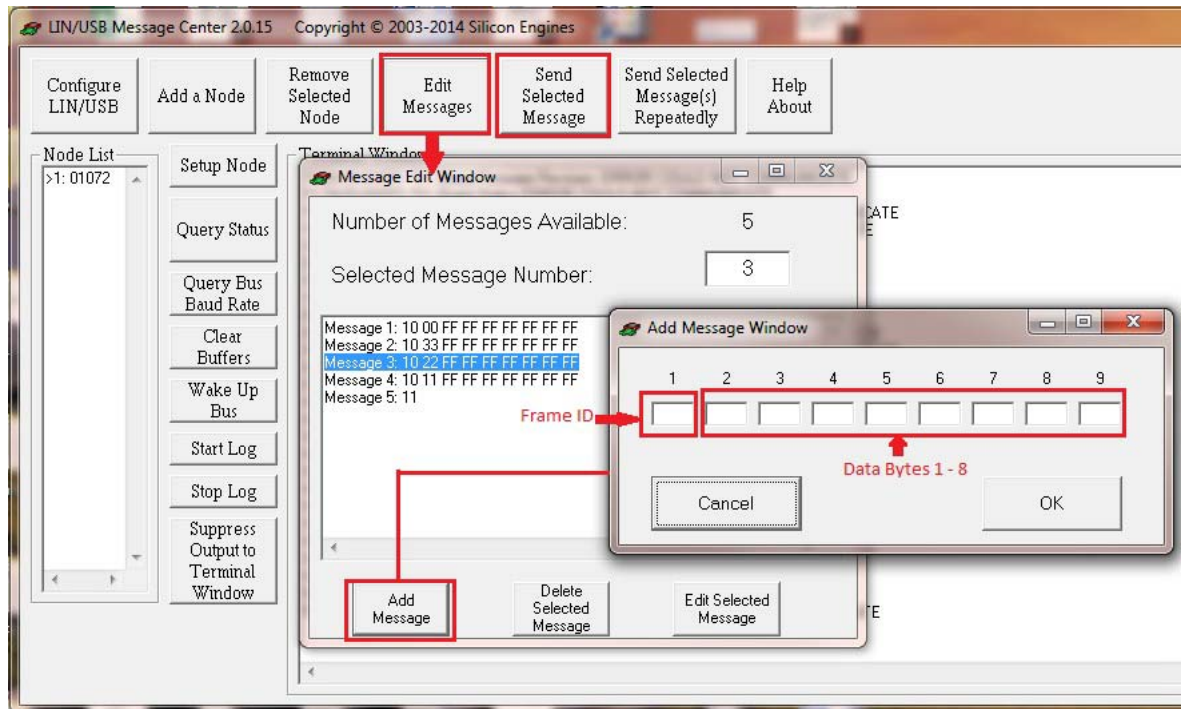 LIN/USB Message Center 2.0.15 Copyright © 2003-2014 Silicon Engines
Configure
LIN/USB
Add a Node
Remove
Selected
Node
Edit
Messages
Send
Selected
Message
Send Selected
Message(s)
Repeatedly
Help
About
Node List
>1: 01072
Setup Node
Query Status
Query Bus
Baud Rate
Clear
Buffers
Wake Up
Bus
Start Log
Stop Log
Suppress
Output to
Terminal
Window
Terminal Window
CATE
E
TE
Message Edit Window
Number of Messages Available: 5
Selected Message Number: 3
Message 1: 10 00 FF FF FF FF FF FF FF
Message 2: 10 33 FF FF FF FF FF FF FF
Message 3: 10 22 FF FF FF FF FF FF FF
Message 4: 10 11 FF FF FF FF FF FF FF
Message 5: 11
Add
Message
Delete
Selected
Message
Edit Selected
Message
Add Message Window
1 2 3 4 5 6 7 8 9
Frame ID
Data Bytes 1 - 8
Cancel
OK